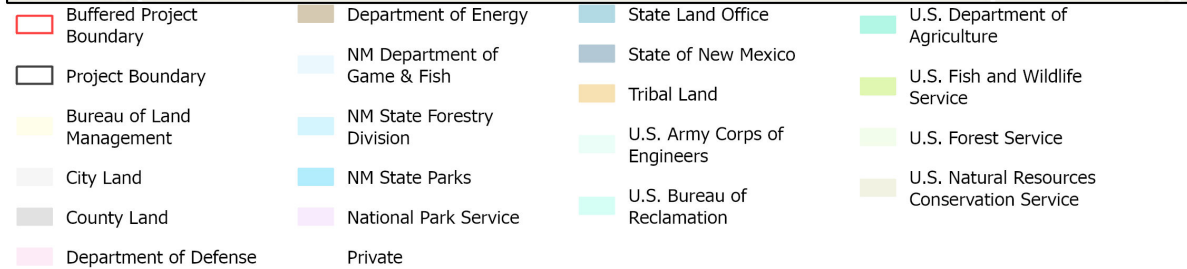 Buffered Project
Boundary
Project Boundary
Bureau of Land
Management
City Land
County Land
Department of Defense
Department of Energy
NM Department of
Game & Fish
NM State Forestry
Division
NM State Parks
National Park Service
Private
State Land Office
State of New Mexico
Tribal Land
U.S. Army Corps of
Engineers
U.S. Bureau of
Reclamation
U.S. Department of
Agriculture
U.S. Fish and Wildlife
Service
U.S. Forest Service
U.S. Natural Resources
Conservation Service